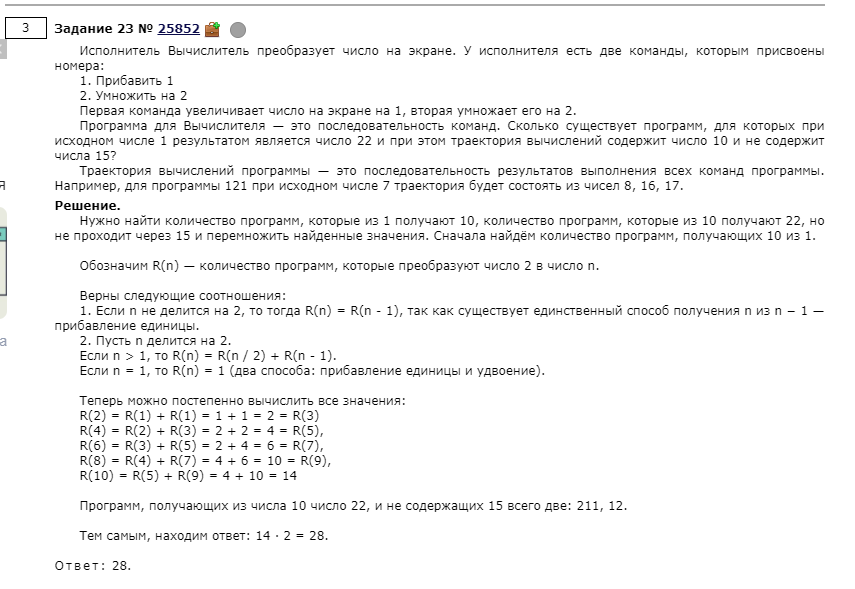 3
Задание 23 № 25852
Исполнитель Вычислитель преобразует число на экране. У исполнителя есть две команды, которым присвоены
номера:
1. Прибавить 1
2. Умножить на 2
Первая команда увеличивает число на экране на 1, вторая умножает его на 2.
Программа для Вычислителя — это последовательность команд. Сколько существует программ, для которых при
исходном числе 1 результатом является число 22 и при этом траектория вычислений содержит число 10 и не содержит
числа 15?
Траектория вычислений программы — это последовательность результатов выполнения всех команд программы.
Например, для программы 121 при исходном числе 7 траектория будет состоять из чисел 8, 16, 17.
Решение.
Нужно найти количество программ, которые из 1 получают 10, количество программ, которые из 10 получают 22, но
не проходит через 15 и перемножить найденные значения. Сначала найдём количество программ, получающих 10 из 1.
Обозначим R(n) — количество программ, которые преобразуют число 2 в число n.
Верны следующие соотношения:
1. Если n не делится на 2, то тогда R(n) = R(n - 1), так как существует единственный способ получения n из n − 1 —
прибавление единицы.
2. Пусть n делится на 2.
Если n > 1, то R(n) = R(n / 2) + R(n - 1).
Если n = 1, то R(n) = 1 (два способа: прибавление единицы и удвоение).
Теперь можно постепенно вычислить все значения:
R(2) = R(1) + R(1) = 1 + 1 = 2 = R(3)
R(4) = R(2) + R(3) = 2 + 2 = 4 = R(5),
R(6) = R(3) + R(5) = 2 + 4 = 6 = R(7),
R(8) = R(4) + R(7) = 4 + 6 = 10 = R(9),
R(10) = R(5) + R(9) = 4 + 10 = 14
Программ, получающих из числа 10 число 22, и не содержащих 15 всего две: 211, 12.
Тем самым, находим ответ: 14 · 2 = 28.
Ответ: 28.
я
а